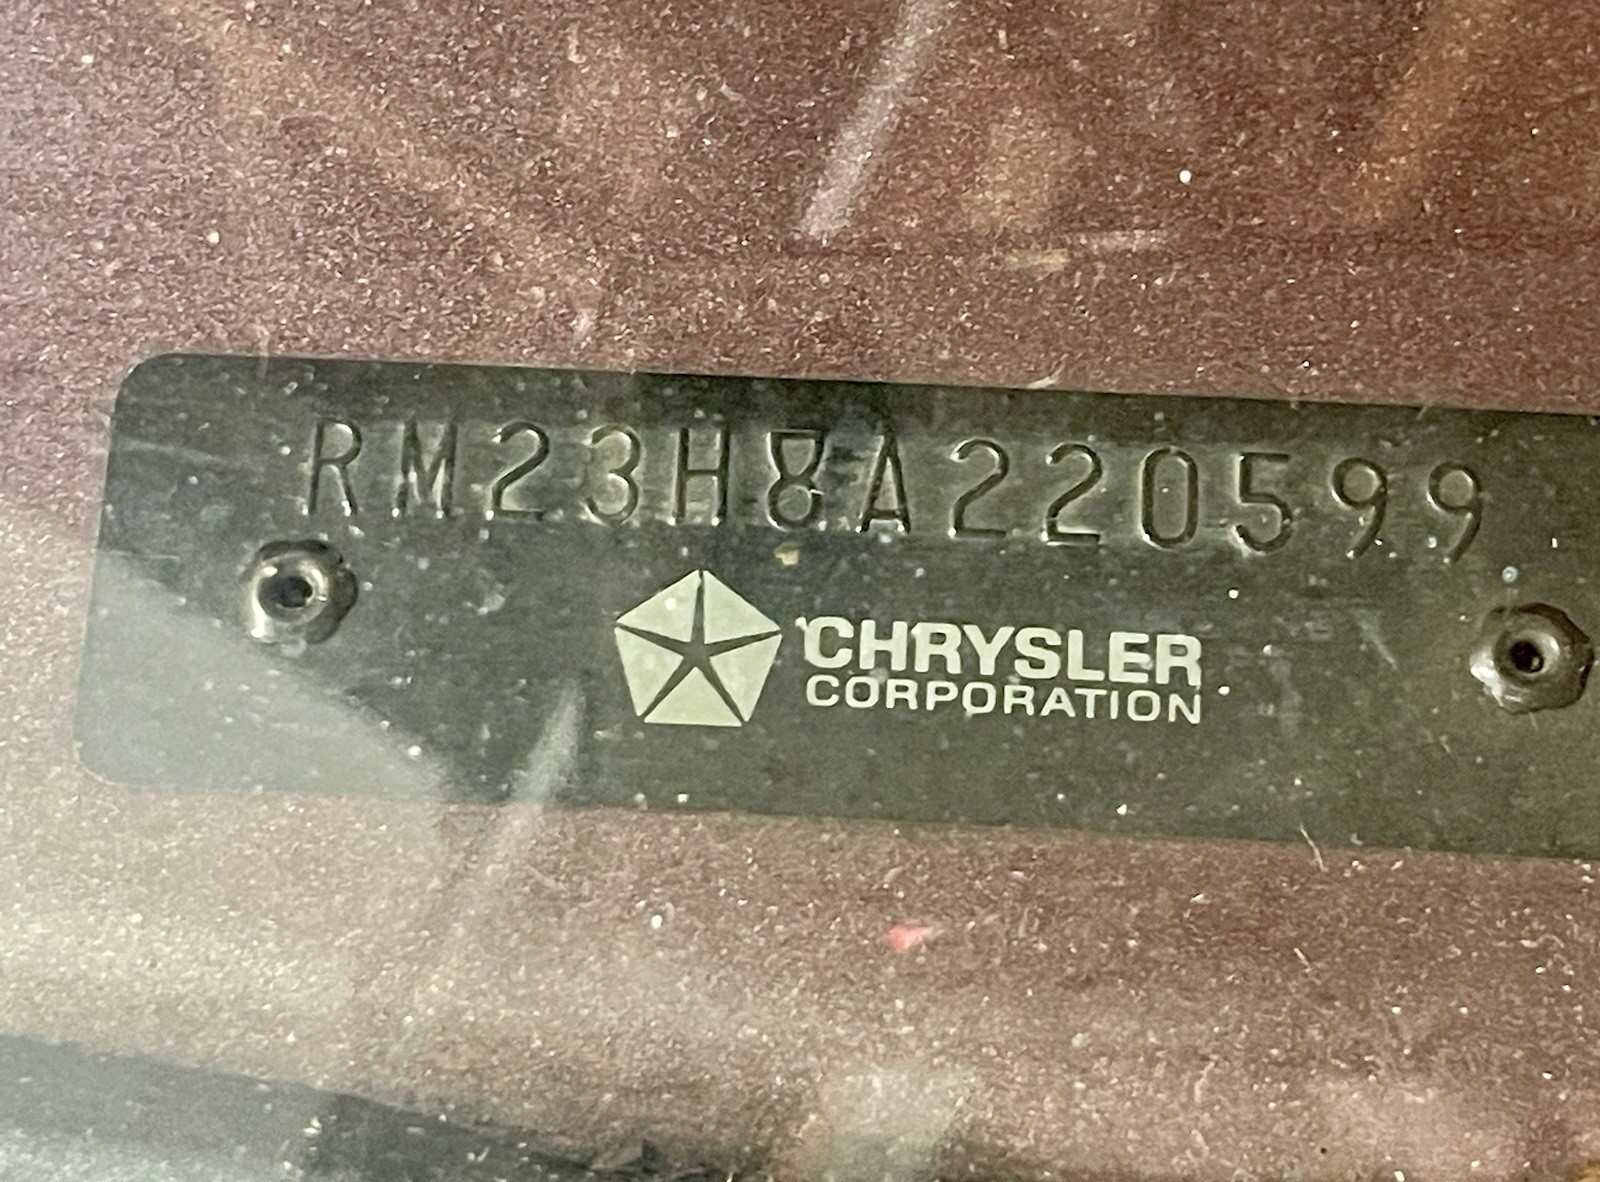 RM23H8A220599
CHRYSLER
CORPORATION